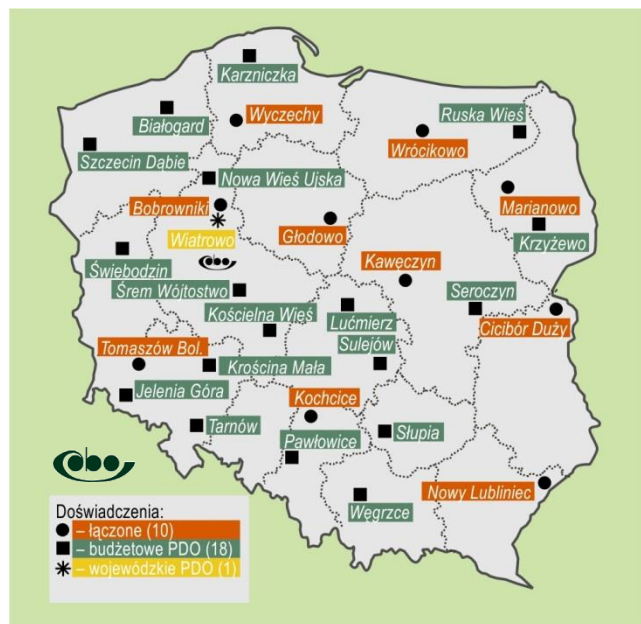 Karzniczka
Wyczechy
Białogard
Ruska Wieś
Wrócikowo
Szczecin Dąbie
Nowa Wieś Ujska
Bobrowniki
Marianowo
Wiatrowo
Głodowo
Krzyżewo
Świebodzin
Kawęczyn
Śrem Wójtostwo
Seroczyn
Kościelna Więś
Lućmierz
Cicibór Duży
Sulejów
Tomaszów Bol.
Krościna Mała
Jelenia Góra
Kochcice
Tarnów
Pawłowice
Słupia
Węgrzce
Nowy Lubliniec
Doświadczenia:
– łączone (10)
– budżetowe PDO (18)
– wojewódzkie PDO (1)